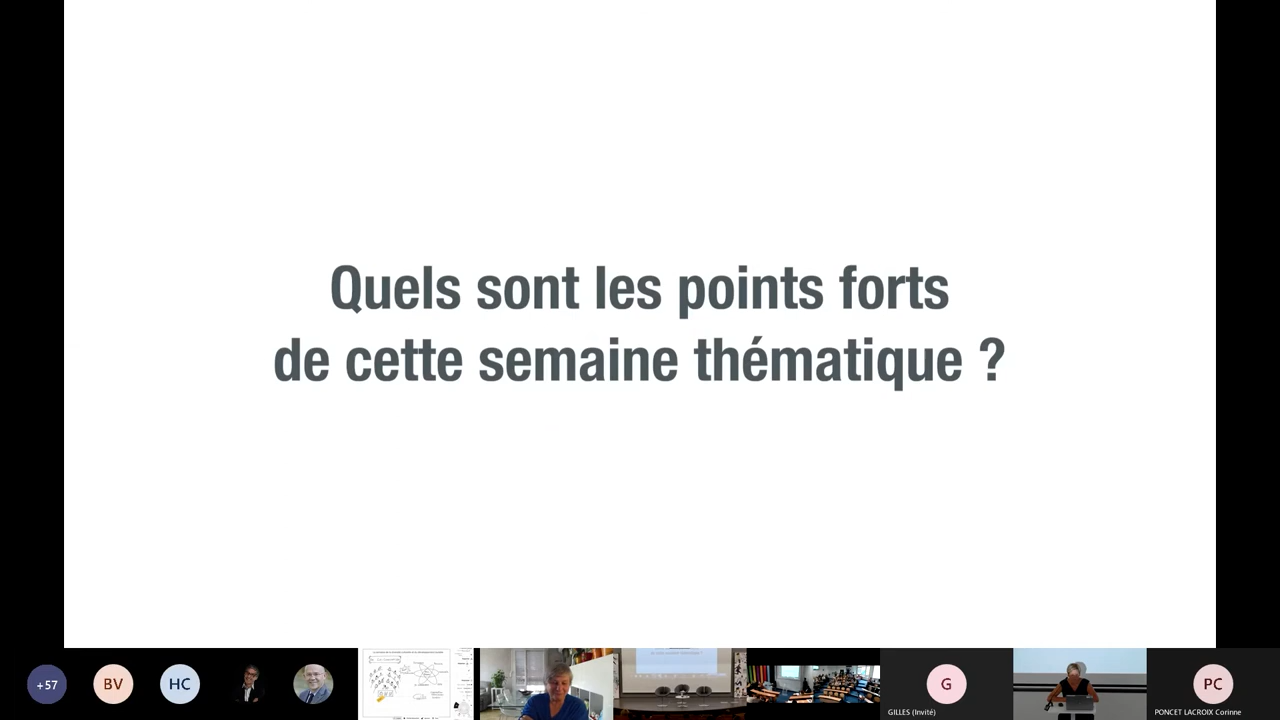 Quels sont les points forts
de cette semaine thématique ?
+57
BV
HC
G
GILLES (Invité)
PC
PONCET LACROIX Corinne